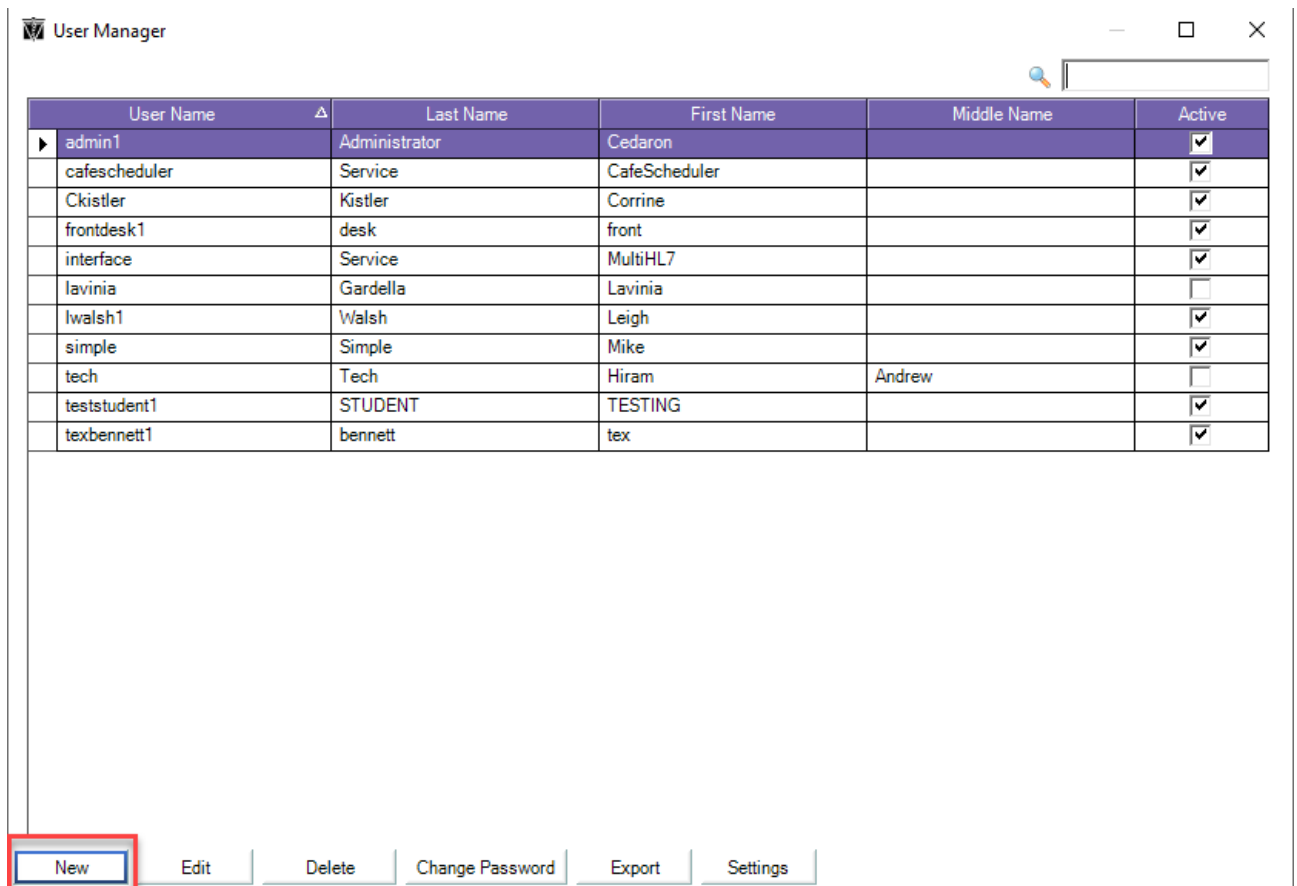 User Manager
User Name Last Name First Name Middle Name Active
admin1 Administrator Cedaron
cafescheduler Service CafeScheduler
Ckistler Kistler Corrine
frontdesk1 desk front
interface Service MultiHL7
lavinia Gardella Lavinia
lwalsh1 Walsh Leigh
simple Simple Mike
tech Tech Hiram Andrew
teststudent1 STUDENT TESTING
texbennett1 bennett tex
New Edit Delete Change Password Export Settings